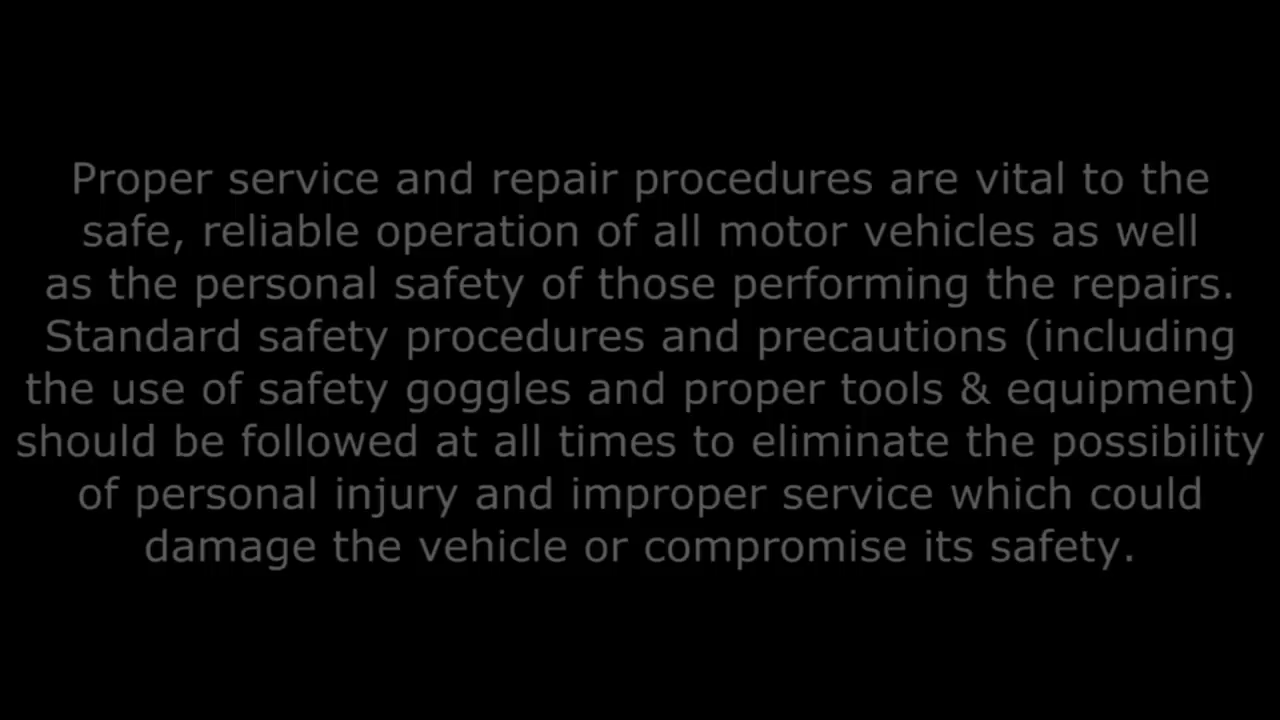 Proper service and repair procedures are vital to the
safe, reliable operation of all motor vehicles as well
as the personal safety of those performing the repairs.
Standard safety procedures and precautions (including
the use of safety goggles and proper tools & equipment)
should be followed at all times to eliminate the possibility
of personal injury and improper service which could
damage the vehicle or compromise its safety.